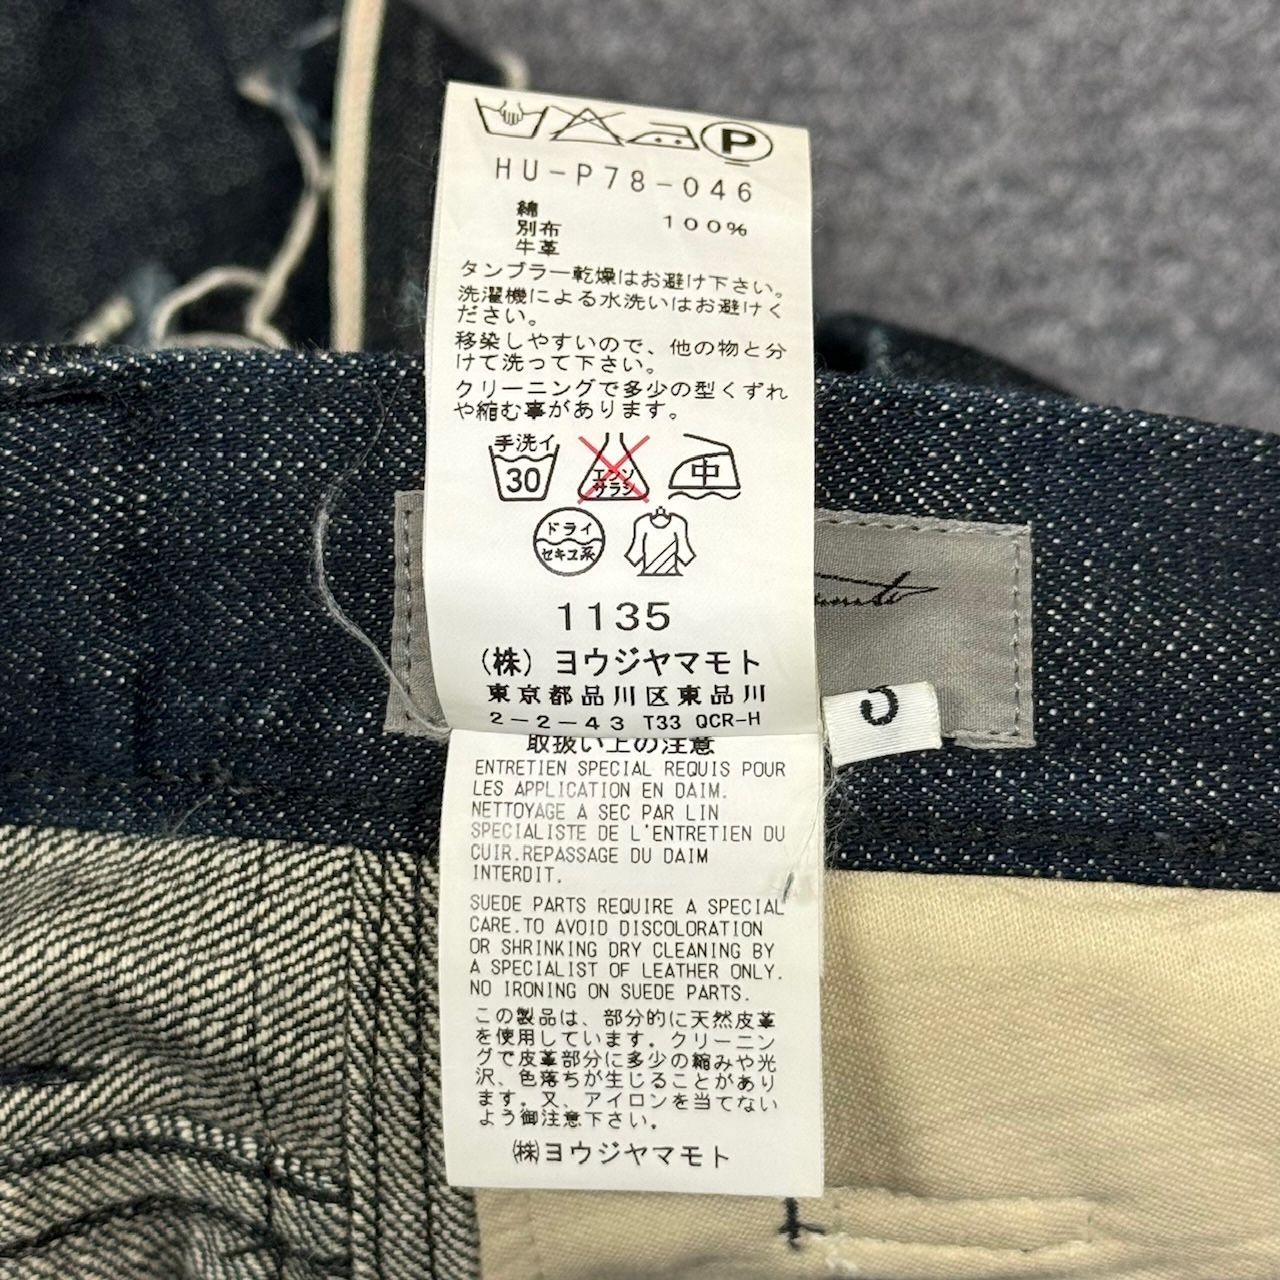 P
HU-P78-046
綿 100%
別布
牛革
タンブラー乾燥はお避け下さい。
洗濯機による水洗いはお避けく
ださい。
移染しやすいので、他の物と分
けて洗って下さい。
クリーニングで多少の型くずれ
や縮む事があります。
手洗イ
30
エンソ
サラシ
中
ドライ
セキユ系
1135
(株)ヨウジヤマモト
東京都品川区東品川
2-2-43 T33 QCR-H
3
取扱い上の注意
ENTRETIEN SPECIAL REQUIS POUR
LES APPLICATION EN DAIM.
NETTOYAGE A SEC PAR LIN
SPECIALISTE DE L'ENTRETIEN DU
CUIR.REPASSAGE DU DAIM
INTERDIT.
SUEDE PARTS REQUIRE A SPECIAL
CARE.TO AVOID DISCOLORATION
OR SHRINKING DRY CLEANING BY
A SPECIALIST OF LEATHER ONLY.
NO IRONING ON SUEDE PARTS.
この製品は、部分的に天然皮革
を使用しています。クリーニン
グで皮革部分に多少の縮みや光
沢、色落ちが生じることがあり
ます。又、アイロンを当てない
よう御注意下さい。
㈱ヨウジヤマモト